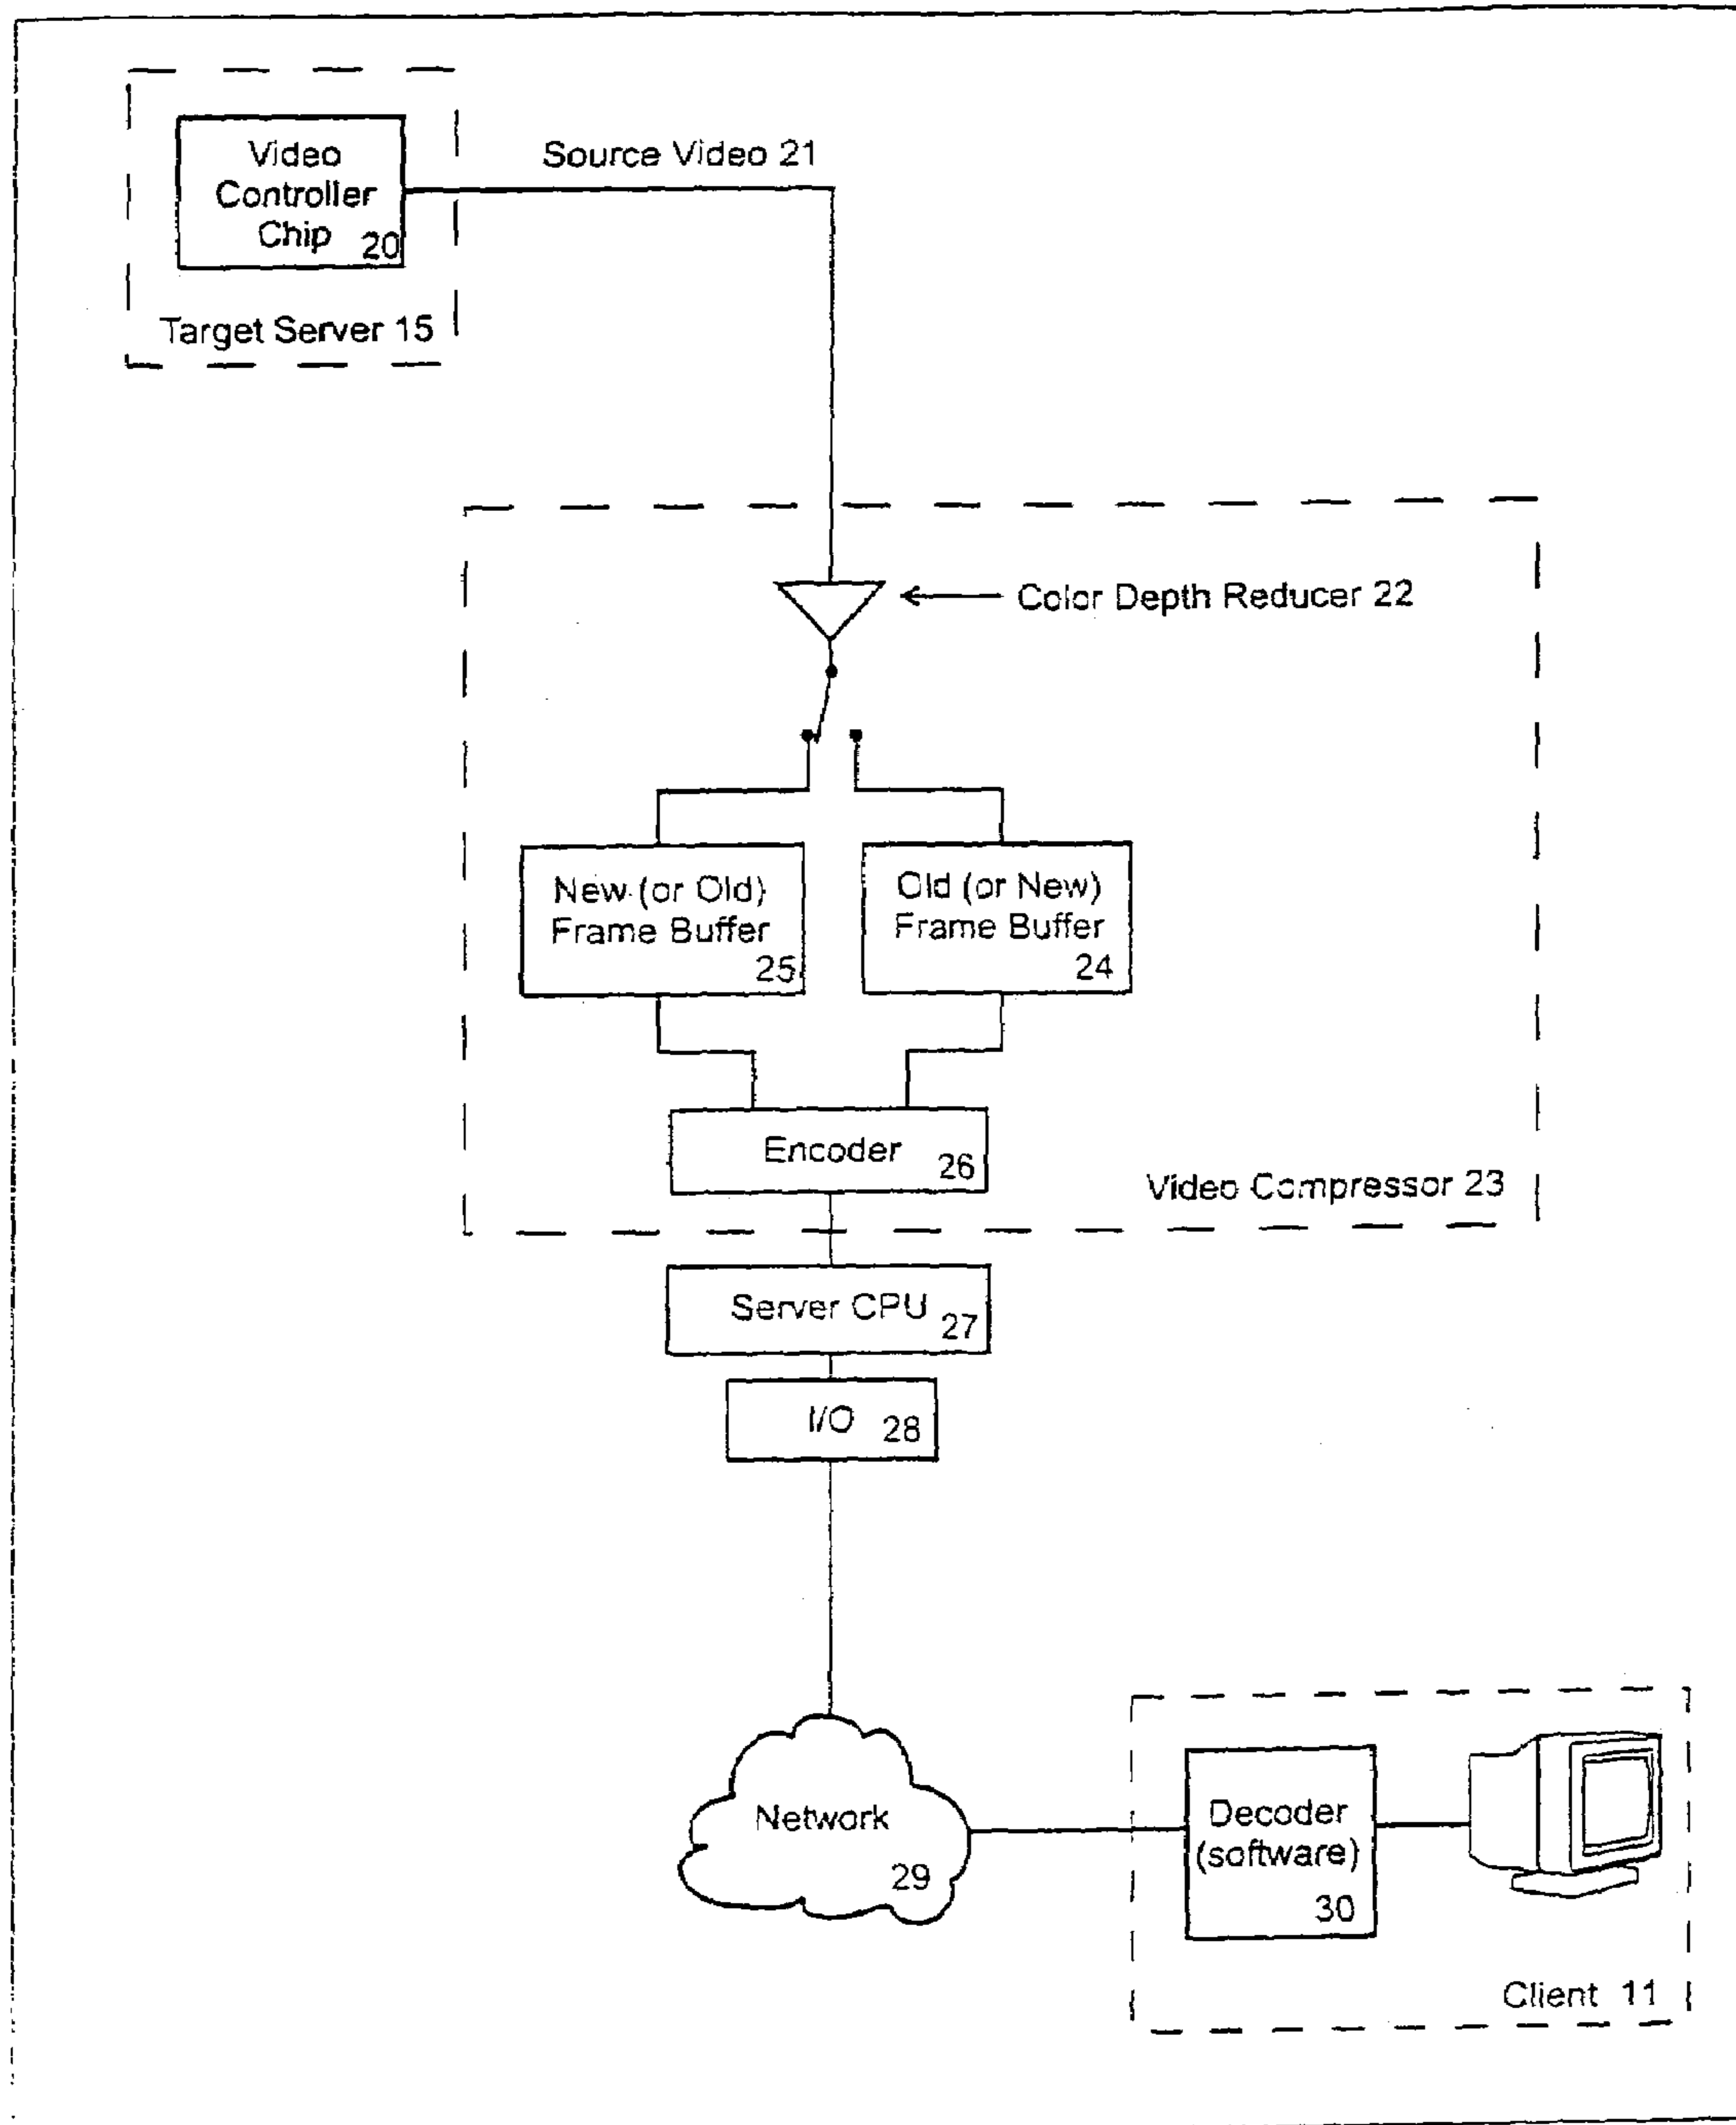 Video
Controller
Chip 20
Target Server 15
Source Video 21
Color Depth Reducer 22
New (or Old)
Frame Buffer
25
Old (or New)
Frame Buffer
24
Encoder 26
Video Compressor 23
Server CPU 27
I/O 28
Network
29
Decoder
(software)
30
Client 11